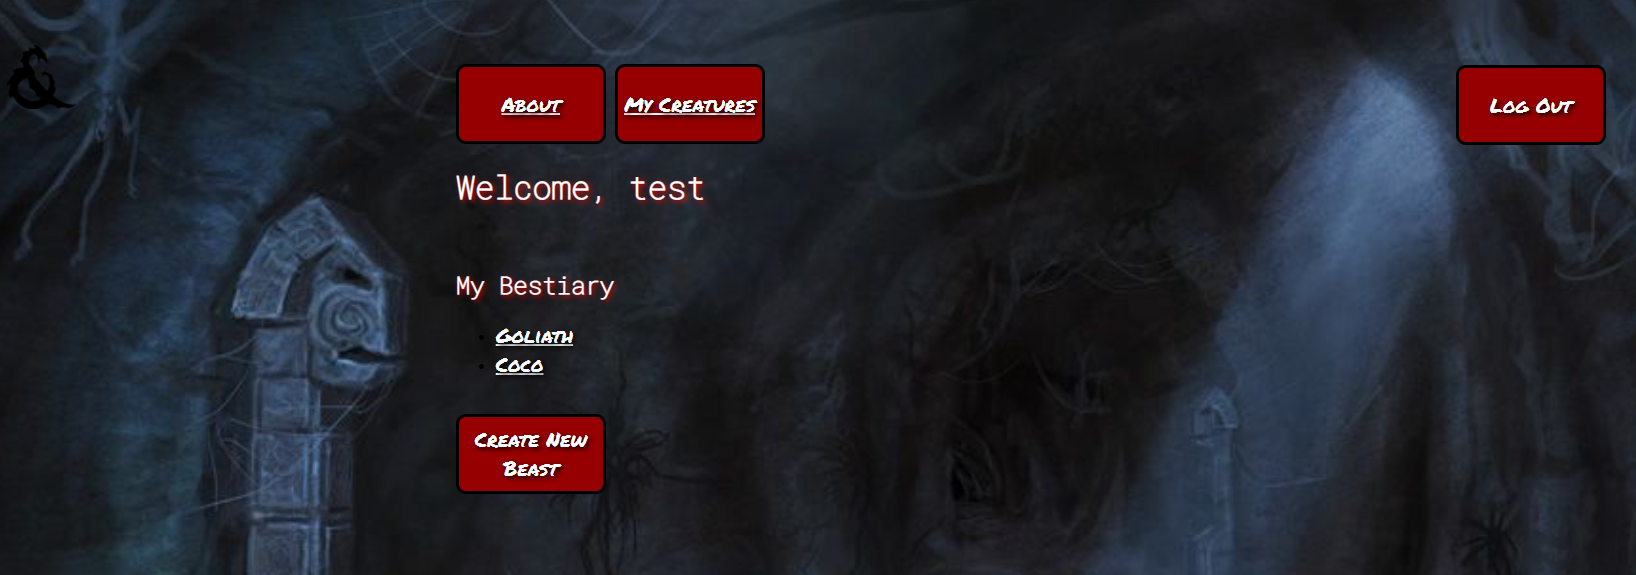 &
About
My Creatures
Log Out
Welcome, test
My Bestiary
Goliath
Coco
Create New
Beast